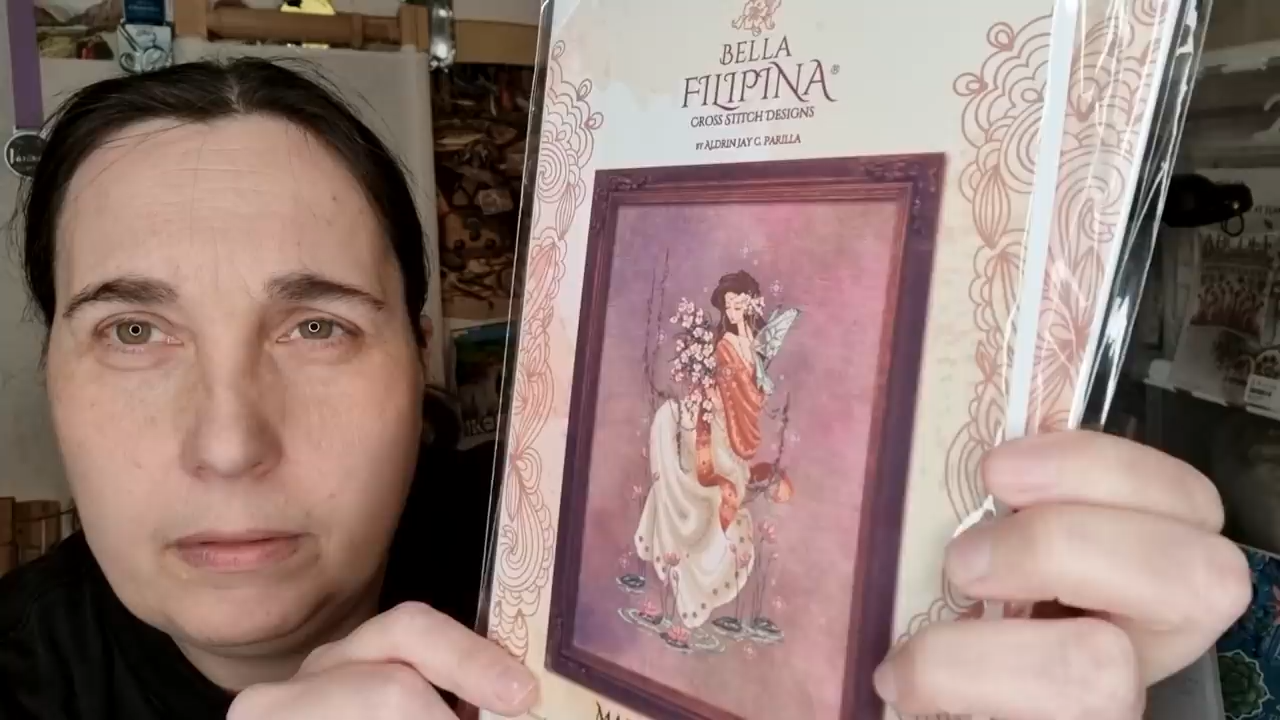 BELLA
FILIPINA®
CROSS STITCH DESIGNS
BY ALDRIN JAY C. PARILLA